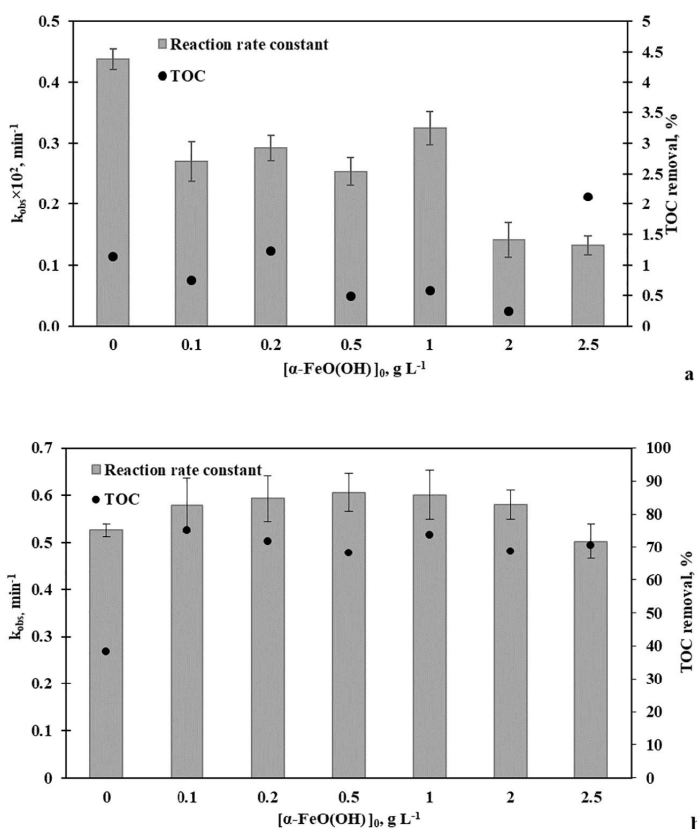 0.5
0.4
0.3
0.2
0.1
0.0
k_obs×10², min⁻¹
Reaction rate constant
TOC
5
4.5
4
3.5
3
2.5
2
1.5
1
0.5
0
TOC removal, %
0 0.1 0.2 0.5 1 2 2.5
[α-FeO(OH)]₀, g L⁻¹
a
0.7
0.6
0.5
0.4
0.3
0.2
0.1
0
k_obs, min⁻¹
Reaction rate constant
TOC
100
90
80
70
60
50
40
30
20
10
0
TOC removal, %
0 0.1 0.2 0.5 1 2 2.5
[α-FeO(OH)]₀, g L⁻¹